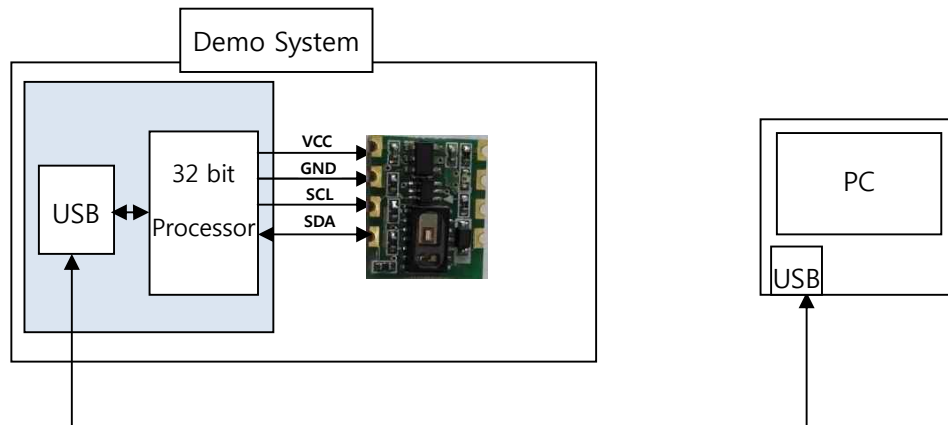 Demo System
VCC
GND
SCL
SDA
32 bit
Processor
USB
PC
USB